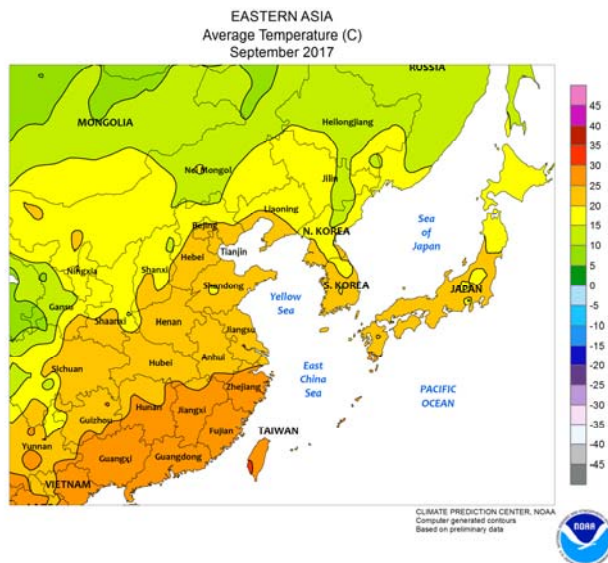 EASTERN ASIA
Average Temperature (C)
September 2017
RUSSIA
MONGOLIA
Heilongjiang
Nei Mongol
Jilin
Liaoning
N. KOREA
Sea
of
Japan
Beijing
Tianjin
Hebei
Ningxia
Shanxi
Shandong
S. KOREA
JAPAN
Gansu
Yellow
Sea
Shaanxi
Henan
Jiangsu
Sichuan
Hubei
Anhui
East
China
Sea
Zhejiang
PACIFIC
OCEAN
Guizhou
Hunan
Jiangxi
Yunnan
Fujian
TAIWAN
Guangxi
Guangdong
VIETNAM
45
40
35
30
25
20
15
10
5
0
-5
-10
-15
-20
-25
-30
-35
-40
-45
CLIMATE PREDICTION CENTER, NOAA
Computer generated contours
Based on preliminary data
NOAA